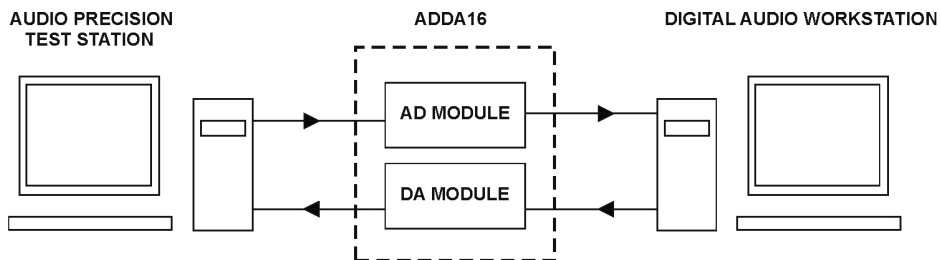 AUDIO PRECISION
TEST STATION
ADDA16
DIGITAL AUDIO WORKSTATION
AD MODULE
DA MODULE